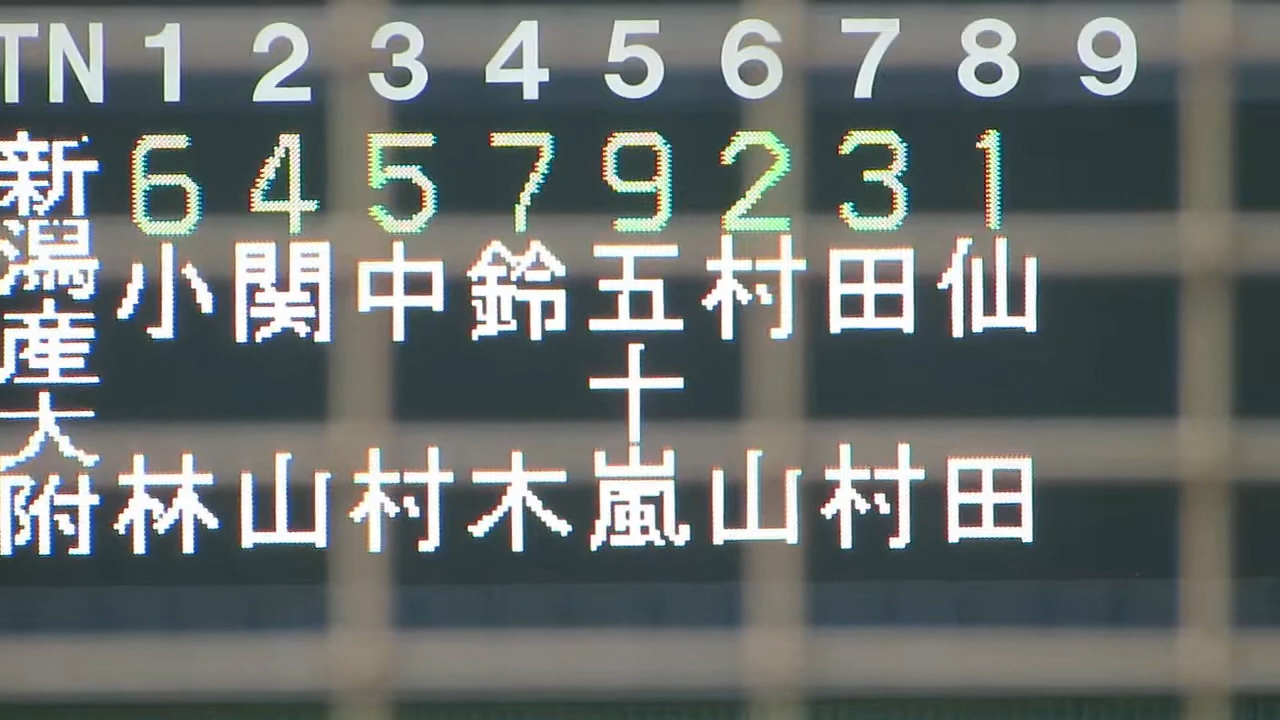 TN 1 2 3 4 5 6 7 8 9
6 4 5 7 9 2 3 1
新潟産大附
小林
関山
中村
鈴木
五十嵐
村山
田村
仙田